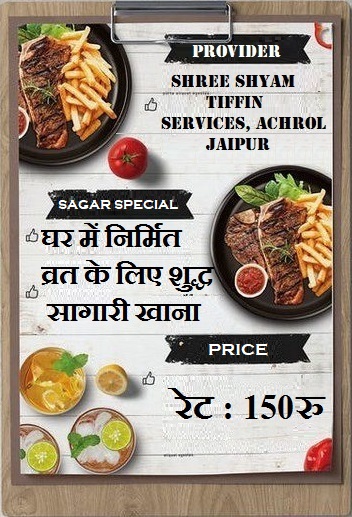 PROVIDER
SHREE SHYAM
TIFFIN
SERVICES, ACHROL
JAIPUR
SAGAR SPECIAL
घर में निर्मित
व्रत के लिए शुद्ध
सागारी खाना
PRICE
रेट : 150रु